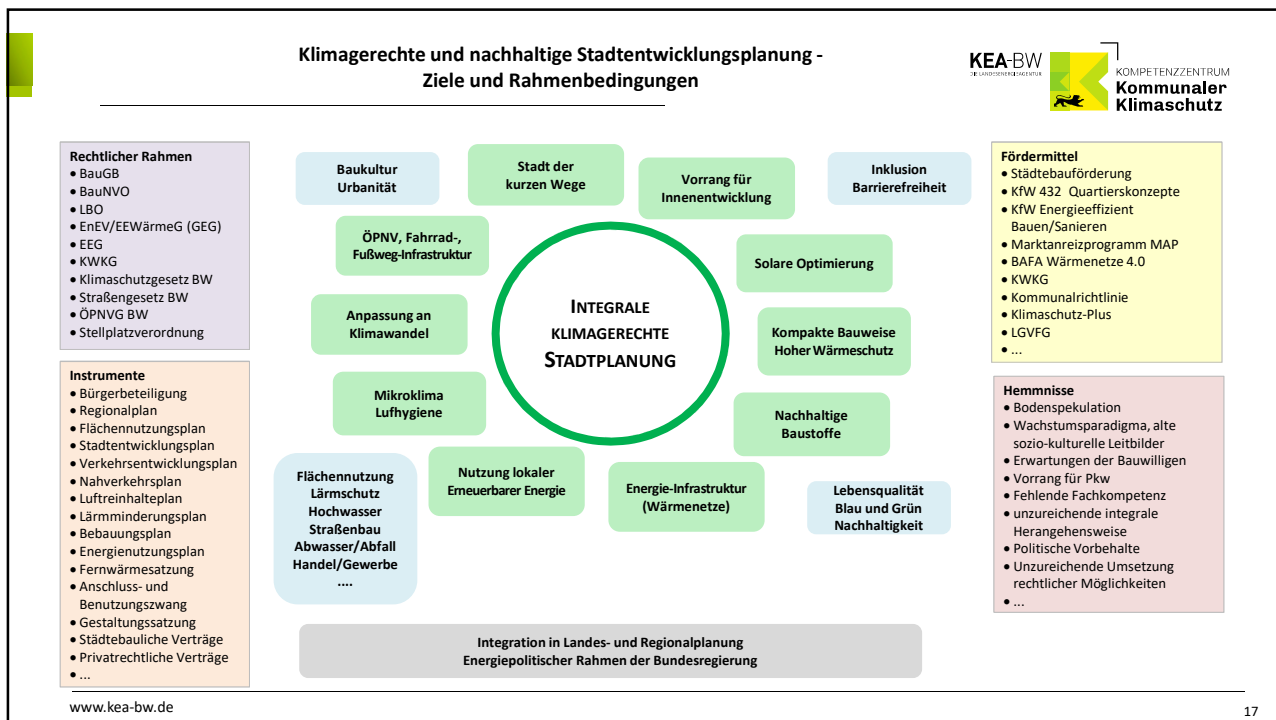 Klimagerechte und nachhaltige Stadtentwicklungsplanung -
Ziele und Rahmenbedingungen
KEA-BW
DIE LANDESENERGIEAGENTUR
KOMPETENZZENTRUM
Kommunaler
Klimaschutz
Rechtlicher Rahmen
• BauGB
• BauNVO
• LBO
• EnEV/EEWärmeG (GEG)
• EEG
• KWKG
• Klimaschutzgesetz BW
• Straßengesetz BW
• ÖPNVG BW
• Stellplatzverordnung
Instrumente
• Bürgerbeteiligung
• Regionalplan
• Flächennutzungsplan
• Stadtentwicklungsplan
• Verkehrsentwicklungsplan
• Nahverkehrsplan
• Luftreinhalteplan
• Lärmminderungsplan
• Bebauungsplan
• Energienutzungsplan
• Fernwärmesatzung
• Anschluss- und
Benutzungszwang
• Gestaltungssatzung
• Städtebauliche Verträge
• Privatrechtliche Verträge
• ...
Baukultur
Urbanität
Stadt der
kurzen Wege
Vorrang für
Innenentwicklung
Inklusion
Barrierefreiheit
ÖPNV, Fahrrad-,
Fußweg-Infrastruktur
Solare Optimierung
Anpassung an
Klimawandel
INTEGRALE
KLIMAGERECHTE
STADTPLANUNG
Kompakte Bauweise
Hoher Wärmeschutz
Mikroklima
Lufhygiene
Nachhaltige
Baustoffe
Flächennutzung
Lärmschutz
Hochwasser
Straßenbau
Abwasser/Abfall
Handel/Gewerbe
....
Nutzung lokaler
Erneuerbarer Energie
Energie-Infrastruktur
(Wärmenetze)
Lebensqualität
Blau und Grün
Nachhaltigkeit
Integration in Landes- und Regionalplanung
Energiepolitischer Rahmen der Bundesregierung
Fördermittel
• Städtebauförderung
• KfW 432 Quartierskonzepte
• KfW Energieeffizient
Bauen/Sanieren
• Marktanreizprogramm MAP
• BAFA Wärmenetze 4.0
• KWKG
• Kommunalrichtlinie
• Klimaschutz-Plus
• LGVFG
• ...
Hemmnisse
• Bodenspekulation
• Wachstumsparadigma, alte
sozio-kulturelle Leitbilder
• Erwartungen der Bauwilligen
• Vorrang für Pkw
• Fehlende Fachkompetenz
• unzureichende integrale
Herangehensweise
• Politische Vorbehalte
• Unzureichende Umsetzung
rechtlicher Möglichkeiten
• ...
www.kea-bw.de
17